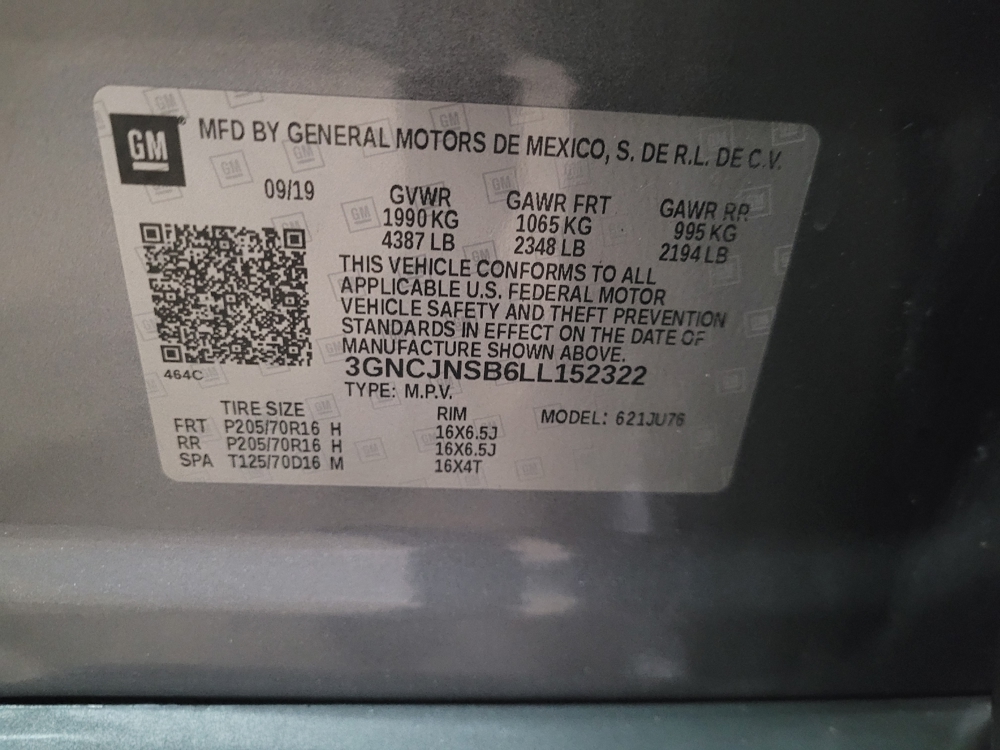 GM MFD BY GENERAL MOTORS DE MEXICO, S. DE R.L. DE C.V.
09/19 GVWR GAWR FRT GAWR RR
1990 KG 1065 KG 995 KG
4387 LB 2348 LB 2194 LB
THIS VEHICLE CONFORMS TO ALL
APPLICABLE U.S. FEDERAL MOTOR
VEHICLE SAFETY AND THEFT PREVENTION
STANDARDS IN EFFECT ON THE DATE OF
MANUFACTURE SHOWN ABOVE.
464C 3GNCJNSB6LL152322
TYPE: M.P.V.
TIRE SIZE RIM MODEL: 621JU76
FRT P205/70R16 H 16X6.5J
RR P205/70R16 H 16X6.5J
SPA T125/70D16 M 16X4T